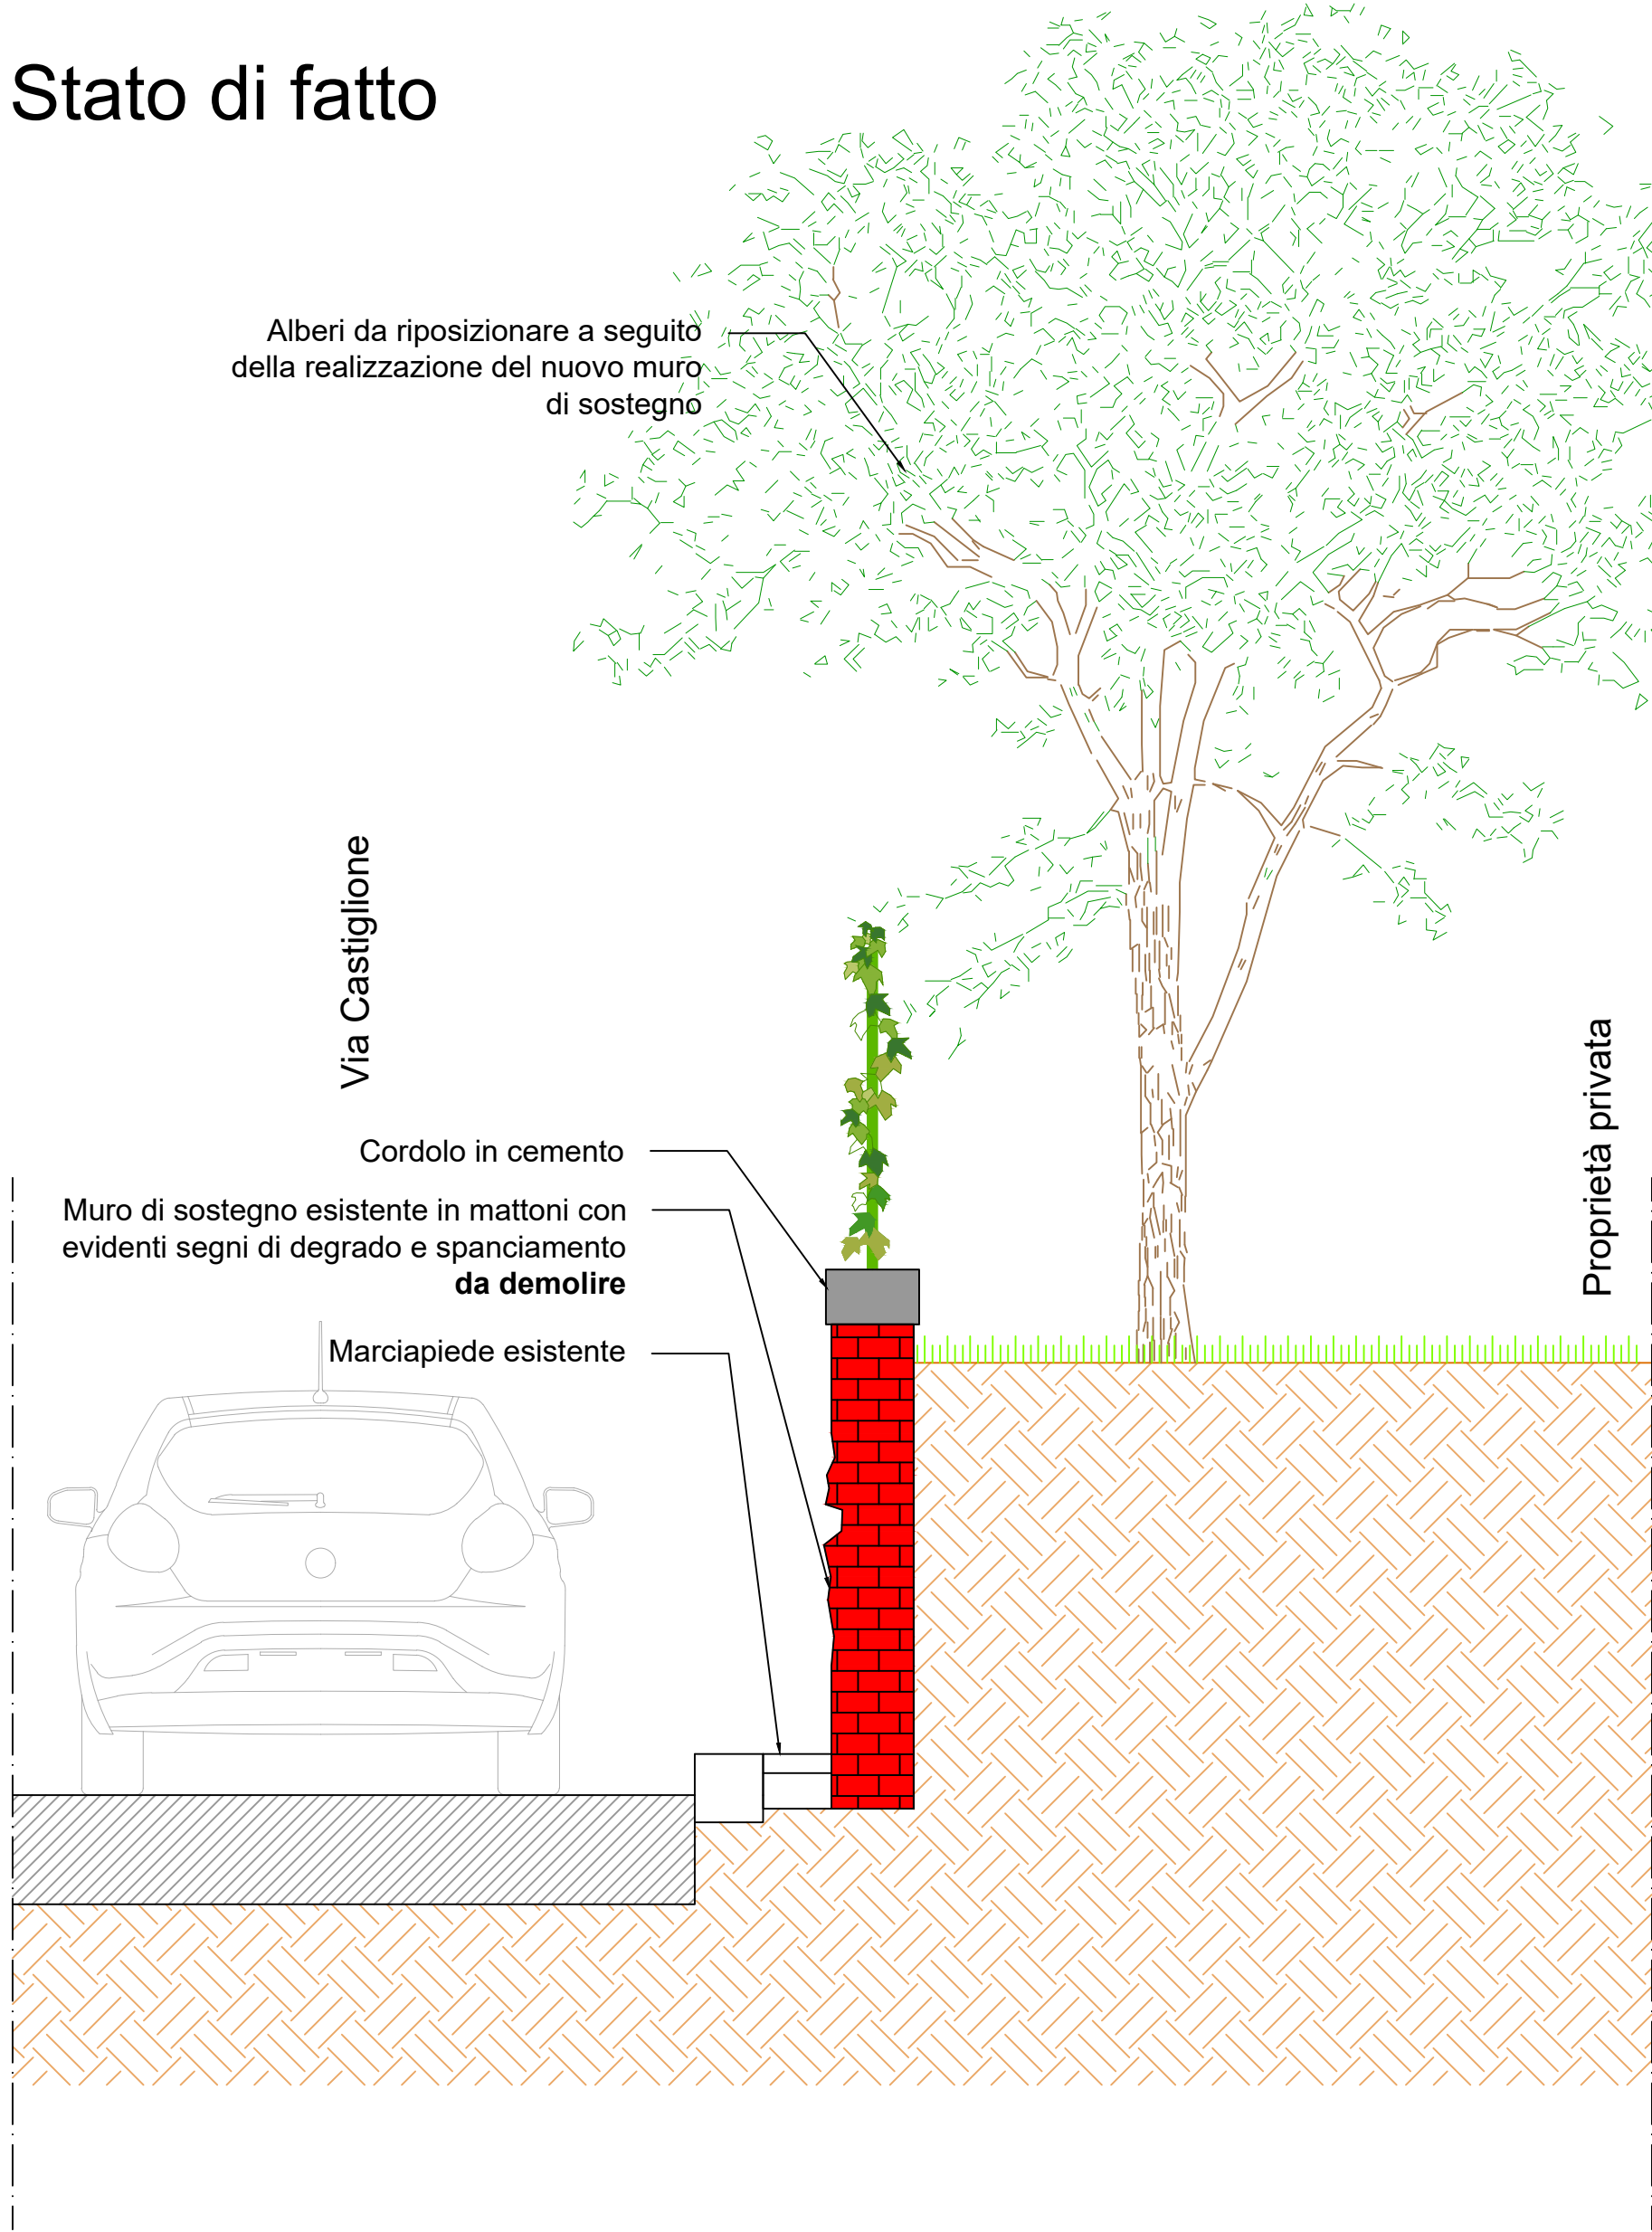 Stato di fatto
Alberi da riposizionare a seguito
della realizzazione del nuovo muro
di sostegno
Via Castiglione
Proprietà privata
Cordolo in cemento
Muro di sostegno esistente in mattoni con
evidenti segni di degrado e spanciamento
da demolire
Marciapiede esistente